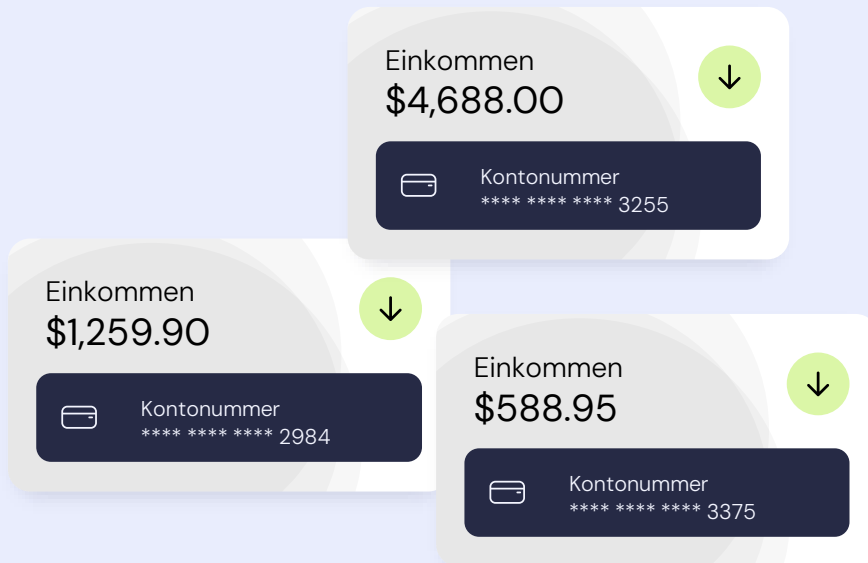 Einkommen
$4,688.00
Kontonummer
**** **** **** 3255
Einkommen
$1,259.90
Kontonummer
**** **** **** 2984
Einkommen
$588.95
Kontonummer
**** **** **** 3375